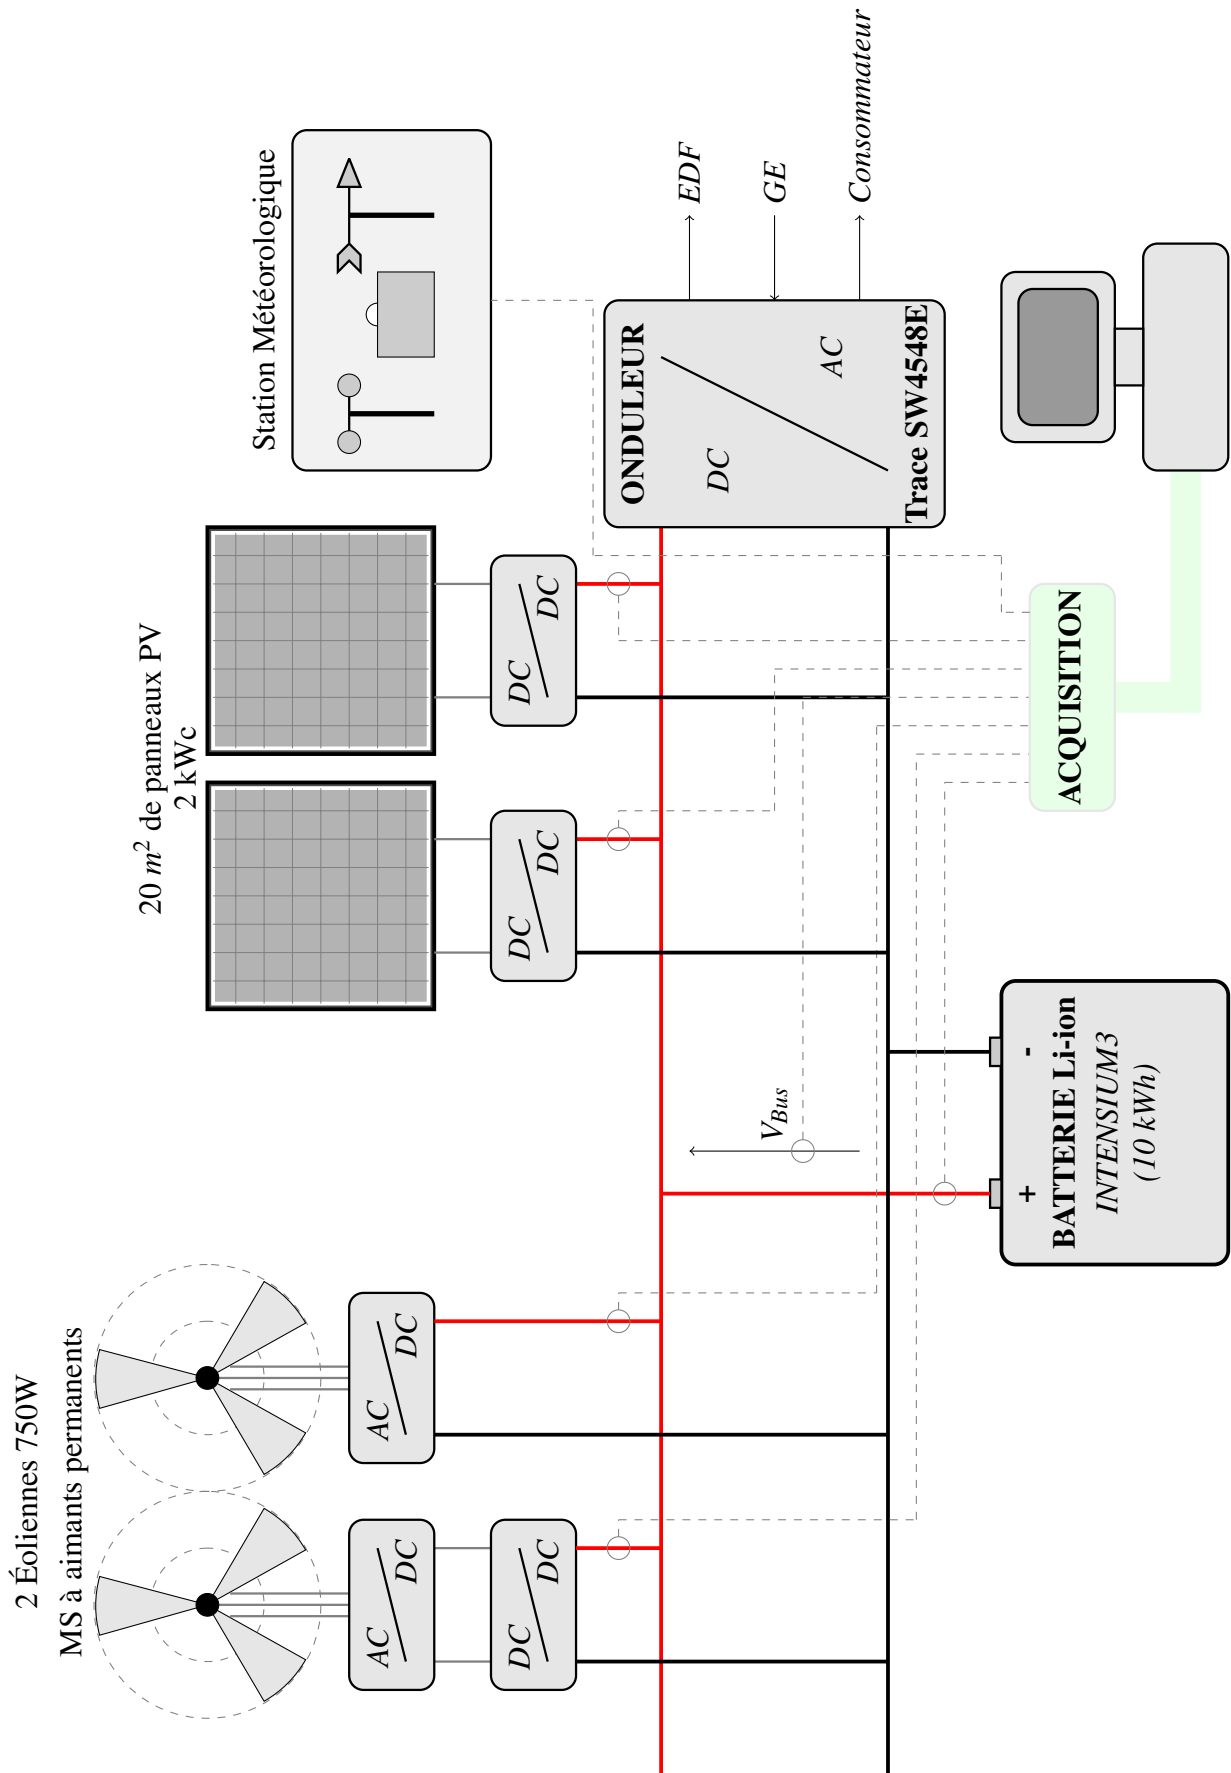 2 Éoliennes 750W
MS à aimants permanents
20 m² de panneaux PV
2 kWc
Station Météorologique
AC
DC
DC
DC
AC
DC
DC
DC
DC
DC
ONDULEUR
DC
AC
Trace SW4548E
EDF
GE
Consommateur
VBus
+
-
BATTERIE Li-ion
INTENSIUM3
(10 kWh)
ACQUISITION